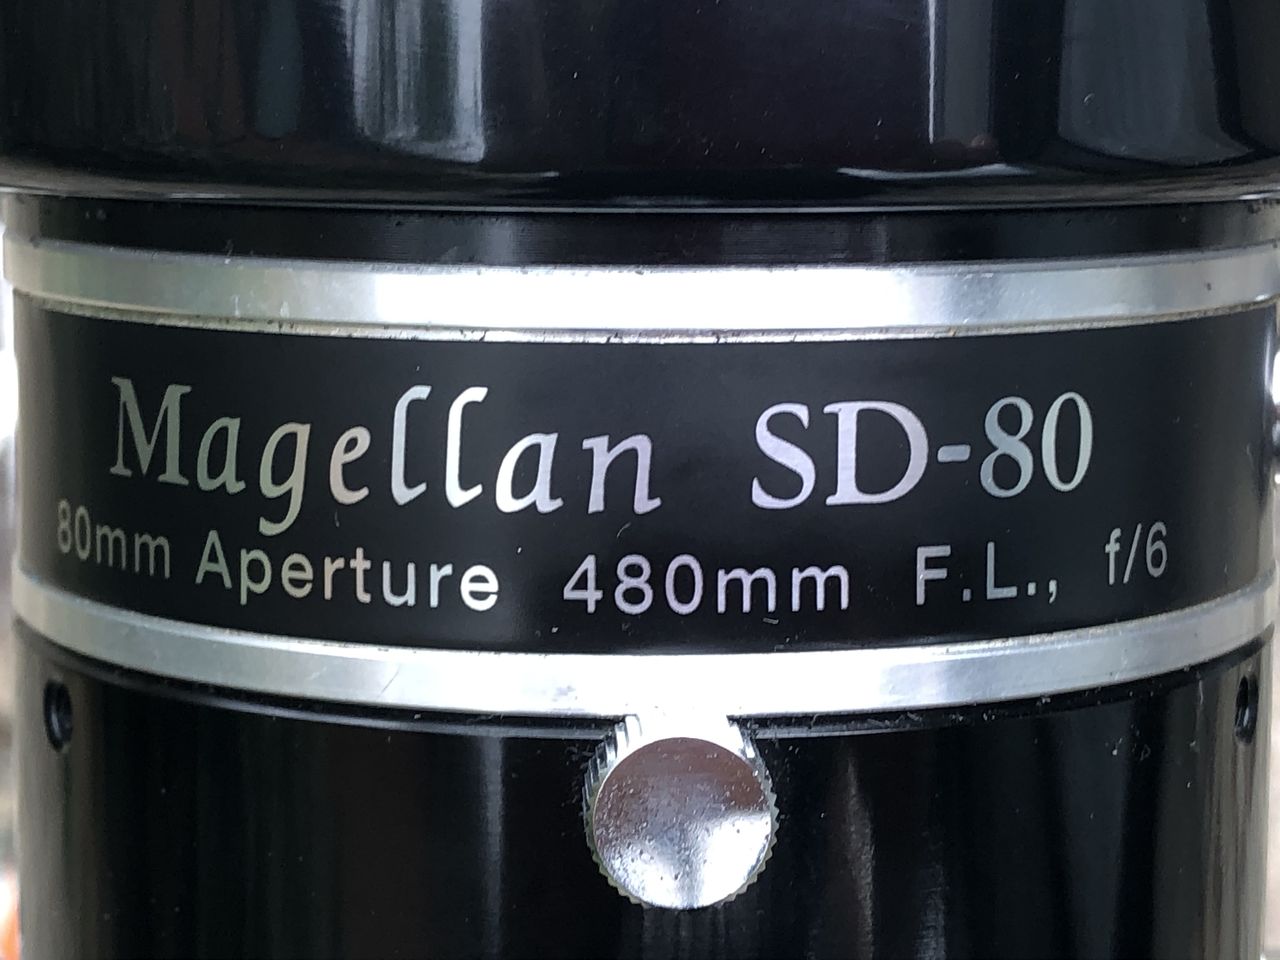 Magellan SD-80
80mm Aperture 480mm F.L., f/6